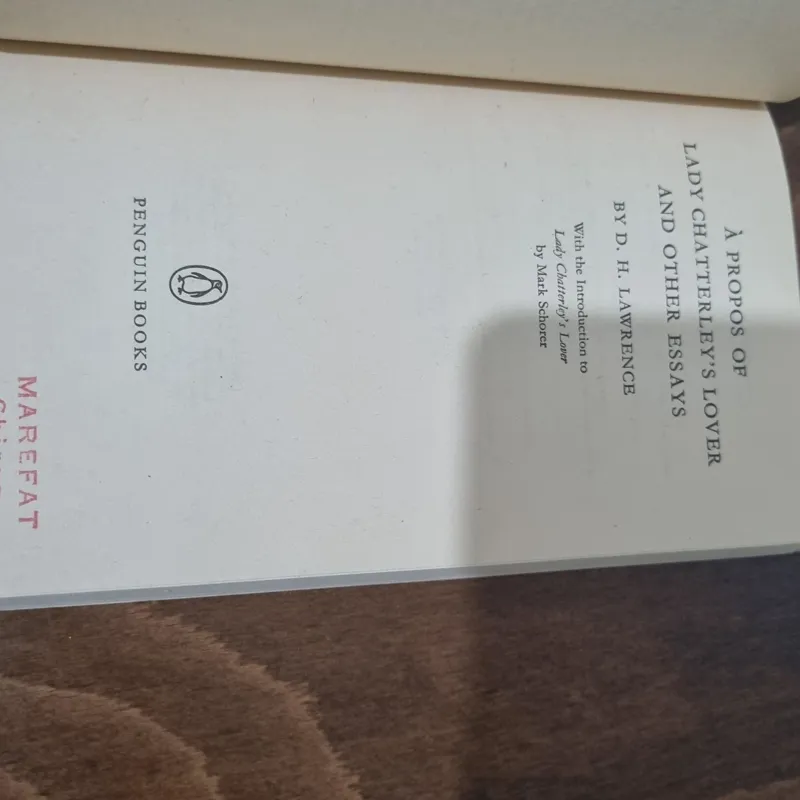 À PROPOS OF
LADY CHATTERLEY'S LOVER
AND OTHER ESSAYS
BY D. H. LAWRENCE
With the Introduction to
Lady Chatterley's Lover
by Mark Schorer
PENGUIN BOOKS
MAREFAT